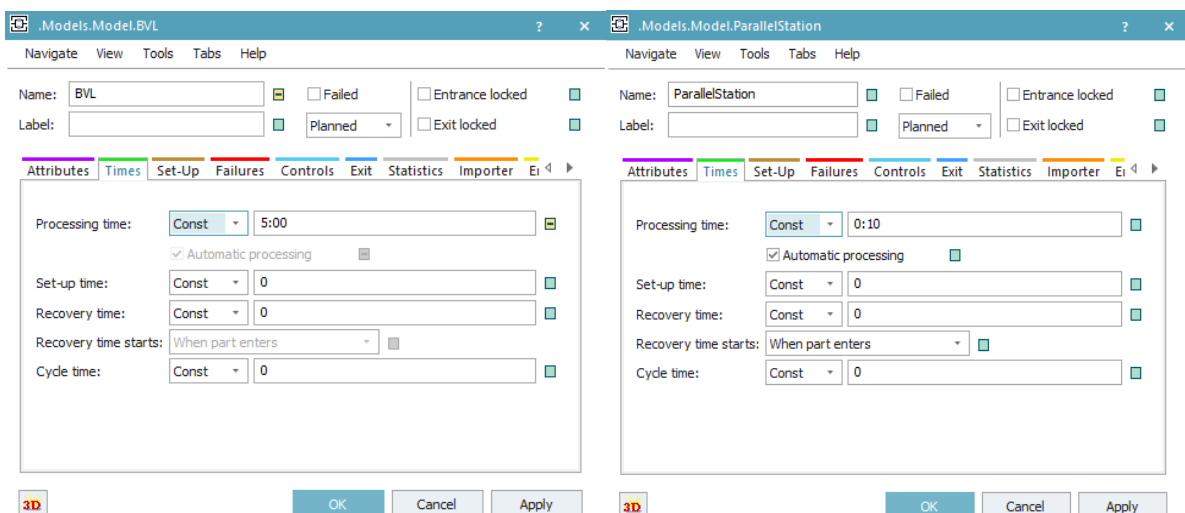 .Models.Model.BVL ? ×
Navigate View Tools Tabs Help
Name: BVL Failed Entrance locked
Label: Planned Exit locked
Attributes Times Set-Up Failures Controls Exit Statistics Importer
Processing time: Const 5:00
Automatic processing
Set-up time: Const 0
Recovery time: Const 0
Recovery time starts: When part enters
Cycle time: Const 0
3D OK Cancel Apply
.Models.Model.ParallelStation ? ×
Navigate View Tools Tabs Help
Name: ParallelStation Failed Entrance locked
Label: Planned Exit locked
Attributes Times Set-Up Failures Controls Exit Statistics Importer
Processing time: Const 0:10
Automatic processing
Set-up time: Const 0
Recovery time: Const 0
Recovery time starts: When part enters
Cycle time: Const 0
3D OK Cancel Apply